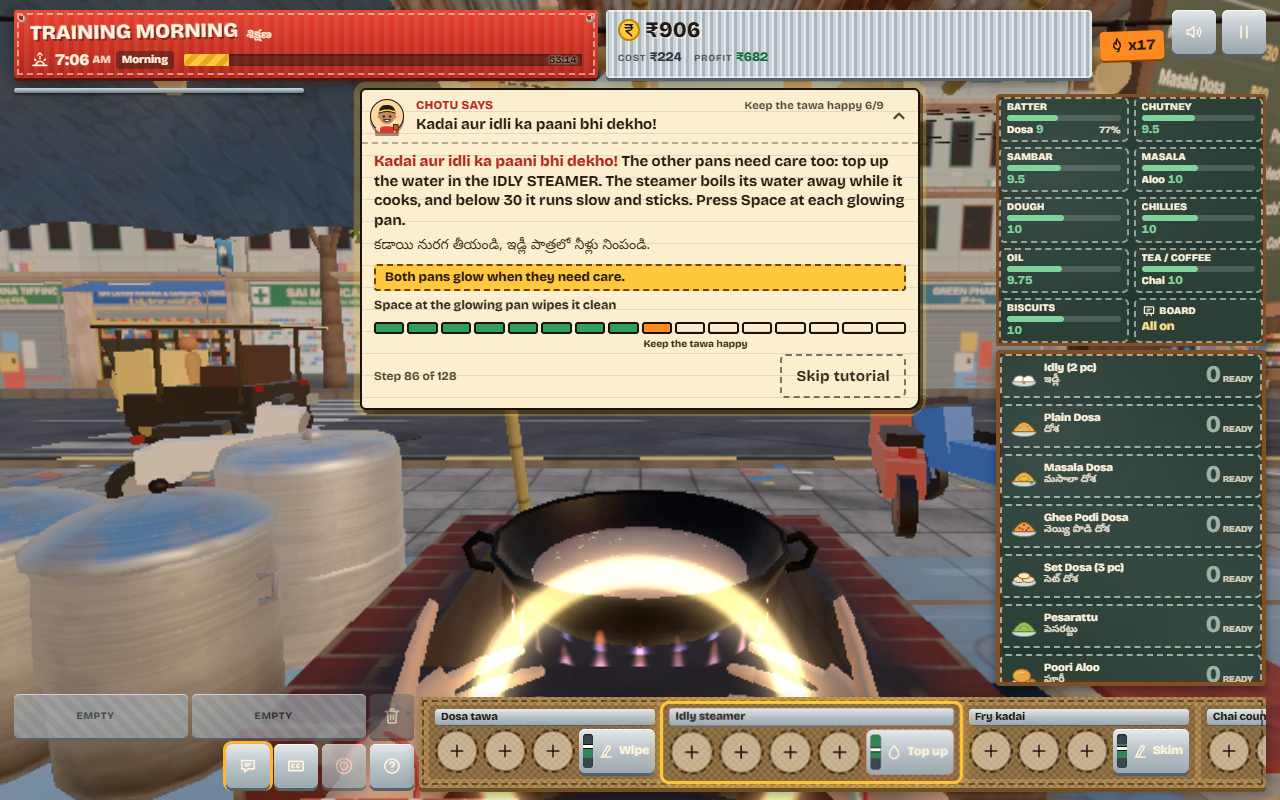 TRAINING MORNING శిక్షణ
7:06 AM Morning 53:14
₹906
COST ₹224 PROFIT ₹682
x17
Masala Dosa
CHOTU SAYS
Keep the tawa happy 6/9
Kadai aur idli ka paani bhi dekho!
Kadai aur idli ka paani bhi dekho! The other pans need care too: top up
the water in the IDLY STEAMER. The steamer boils its water away while it
cooks, and below 30 it runs slow and sticks. Press Space at each glowing
pan.
కడాయి నురగ తీయండి, ఇడ్లీ పాత్రలో నీళ్లు నింపండి.
Both pans glow when they need care.
Space at the glowing pan wipes it clean
Keep the tawa happy
Step 86 of 128
Skip tutorial
BATTER
Dosa 9 77%
CHUTNEY
9.5
SAMBAR
9.5
MASALA
Aloo 10
DOUGH
10
CHILLIES
10
OIL
9.75
TEA / COFFEE
Chai 10
BISCUITS
10
BOARD
All on
Idly (2 pc)
ఇడ్లీ
0 READY
Plain Dosa
దోశ
0 READY
Masala Dosa
మసాలా దోశ
0 READY
Ghee Podi Dosa
నెయ్యి పొడి దోశ
0 READY
Set Dosa (3 pc)
సెట్ దోశ
0 READY
Pesarattu
పెసరట్టు
0 READY
Poori Aloo
పూరీ
0 READY
EMPTY
EMPTY
CC
Dosa tawa
Wipe
Idly steamer
Top up
Fry kadai
Skim
Chai coun